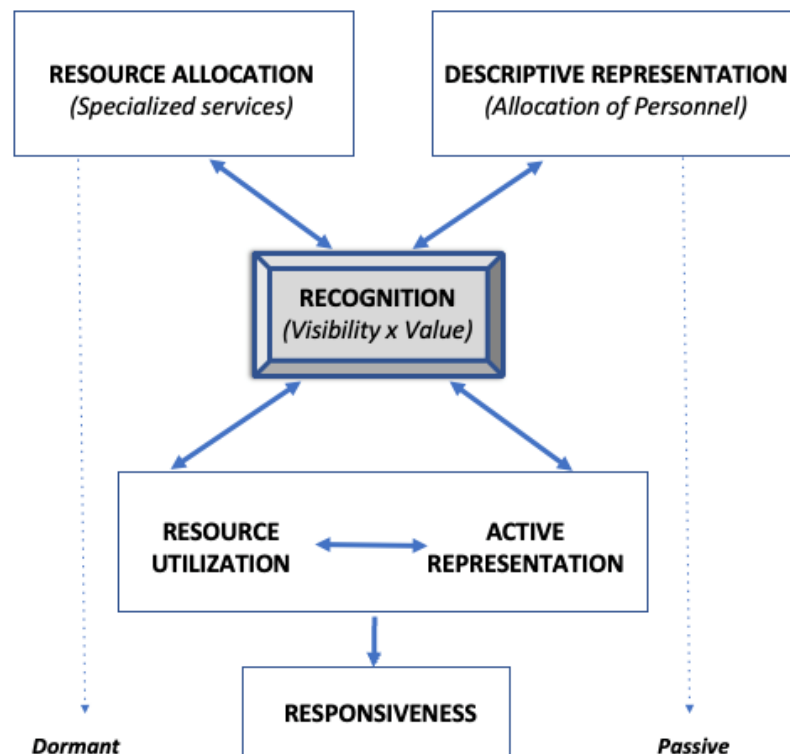 RESOURCE ALLOCATION
(Specialized services)
DESCRIPTIVE REPRESENTATION
(Allocation of Personnel)
RECOGNITION
(Visibility x Value)
RESOURCE
UTILIZATION
ACTIVE
REPRESENTATION
RESPONSIVENESS
Dormant
Passive